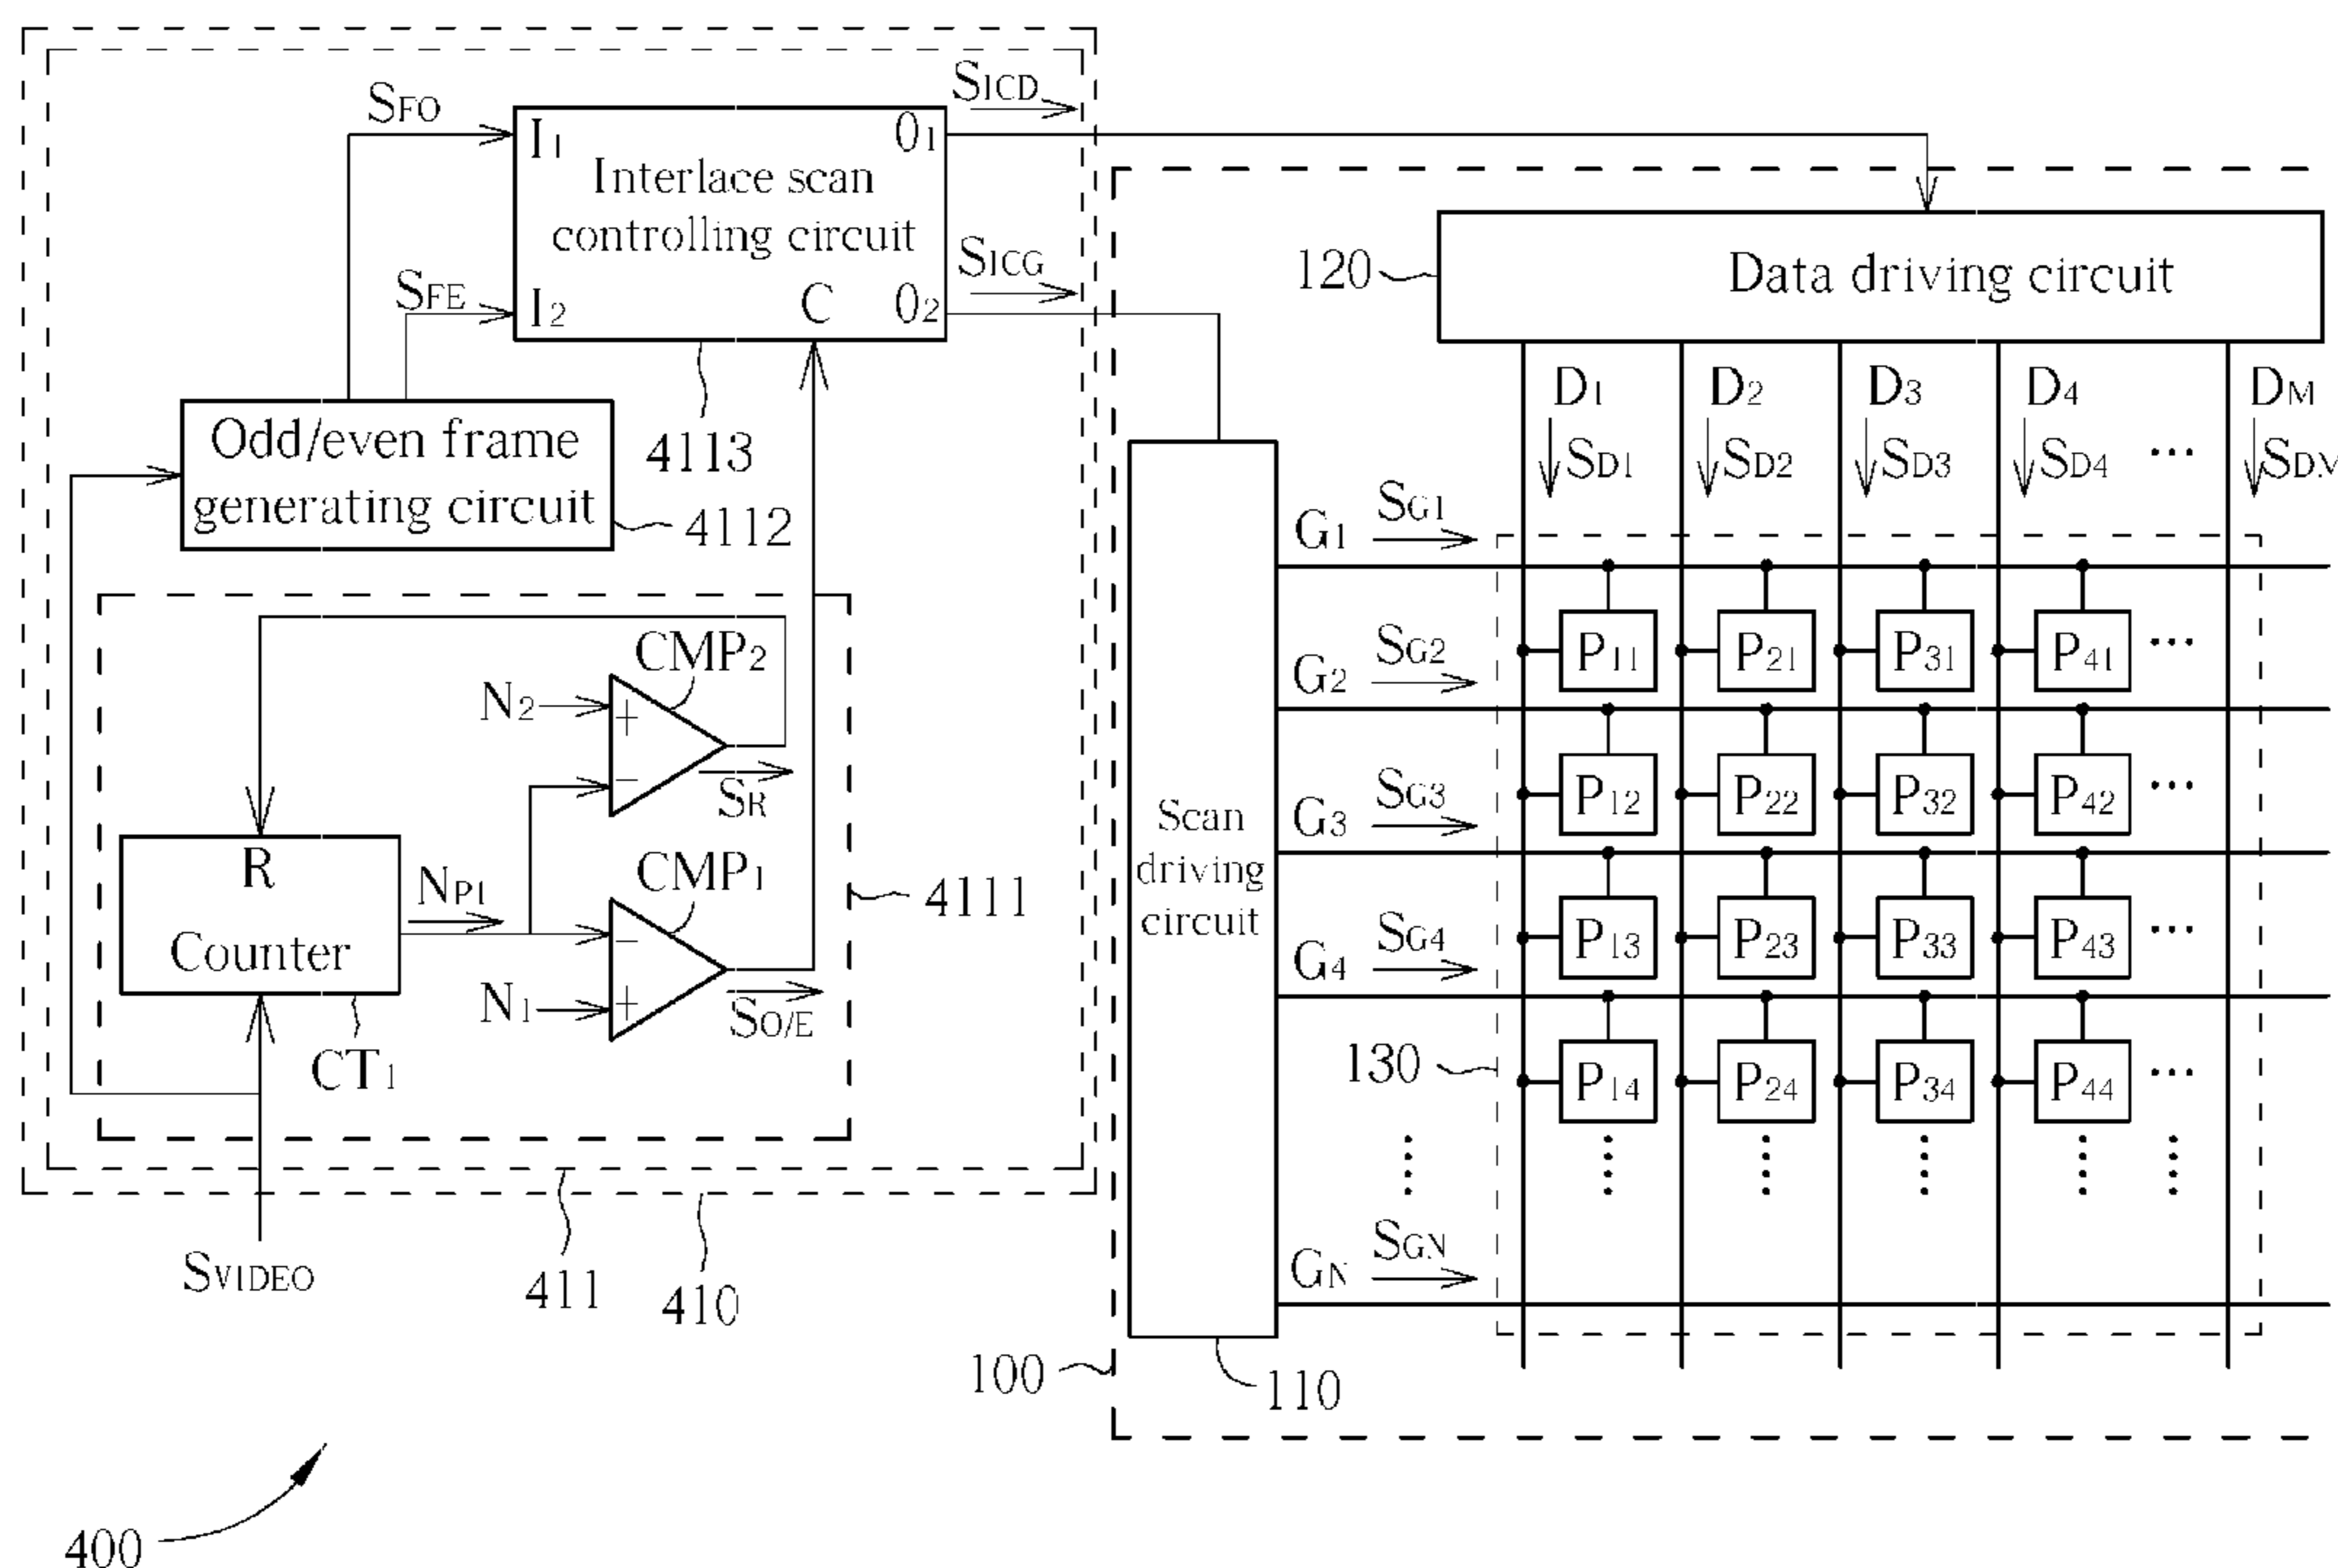 SICD
SFO
I1
O1
Interlace scan
controlling circuit
SICG
SFE
I2
C
O2
4113
Odd/even frame
generating circuit
4112
CMP2
N2
+
−
SR
R
Counter
NP1
CMP1
−
+
N1
SO/E
4111
CT1
SVIDEO
411
410
120
Data driving circuit
D1
D2
D3
D4
DM
SD1
SD2
SD3
SD4
...
Scan
driving
circuit
G1
SG1
P11
P21
P31
P41
...
G2
SG2
P12
P22
P32
P42
...
G3
SG3
P13
P23
P33
P43
...
G4
SG4
P14
P24
P34
P44
...
130
GN
SGN
100
110
400